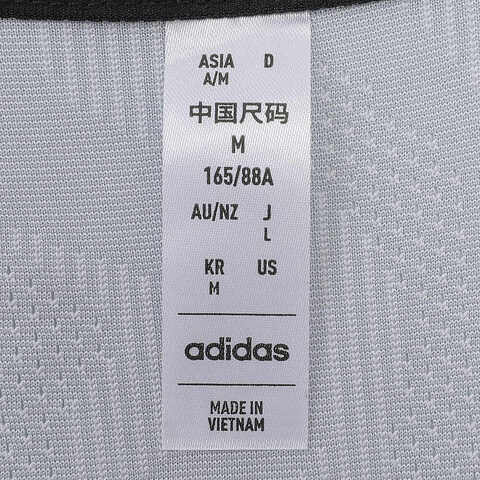 ASIA D
A/M
中国尺码
M
165/88A
AU/NZ J
L
KR US
M
adidas
MADE IN
VIETNAM